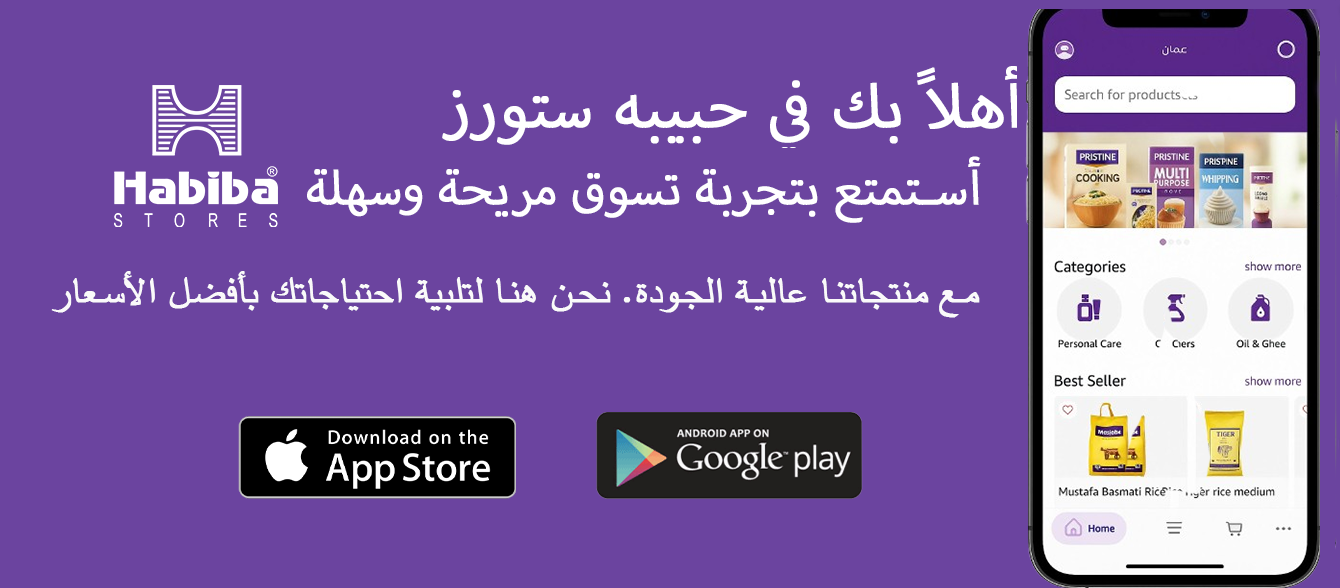 أهلاً بك في حبيبه ستورز
أستمتع بتجربة تسوق مريحة وسهلة
Habiba®
STORES
مع منتجاتنا عالية الجودة. نحن هنا لتلبية احتياجاتك بأفضل الأسعار
Download on the
App Store
ANDROID APP ON
Google play
عمان
Search for products
PRISTINE
COOKING
PRISTINE
MULTI
PURPOSE
PRISTINE
WHIPPING
Categories
show more
Personal Care
Oil & Ghee
Best Seller
show more
TIGER
Mustafa Basmati Rice
rice medium
Home